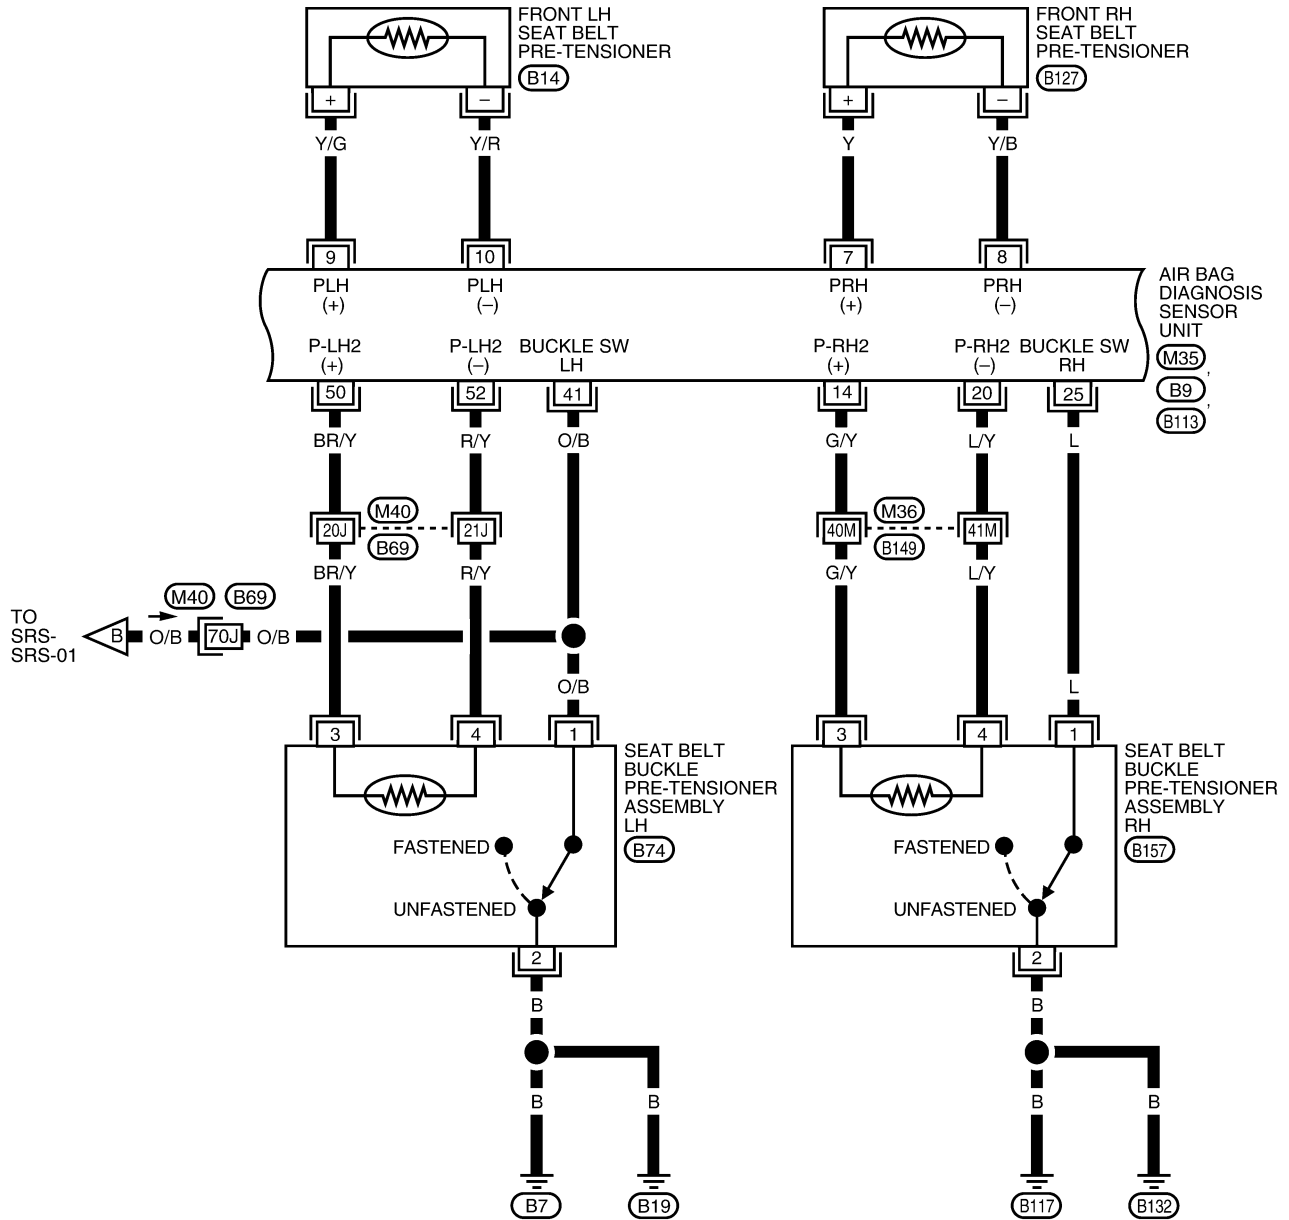 FRONT LH
SEAT BELT
PRE-TENSIONER
B14
FRONT RH
SEAT BELT
PRE-TENSIONER
B127
+ – + –
Y/G Y/R Y Y/B
9 10 7 8
PLH PLH PRH PRH
(+) (–) (+) (–)
AIR BAG
DIAGNOSIS
SENSOR
UNIT
M35,
B9,
B113
P-LH2 P-LH2 BUCKLE SW P-RH2 P-RH2 BUCKLE SW
(+) (–) LH (+) (–) RH
50 52 41 14 20 25
BR/Y R/Y O/B G/Y L/Y L
M40 M36
20J 21J 40M 41M
B69 B149
BR/Y R/Y G/Y L/Y
M40 B69
TO
SRS-
SRS-01
B O/B 70J O/B
O/B L
3 4 1 3 4 1
SEAT BELT
BUCKLE
PRE-TENSIONER
ASSEMBLY
LH
B74
SEAT BELT
BUCKLE
PRE-TENSIONER
ASSEMBLY
RH
B157
FASTENED FASTENED
UNFASTENED UNFASTENED
2 2
B B
B B B B
B7 B19 B117 B132